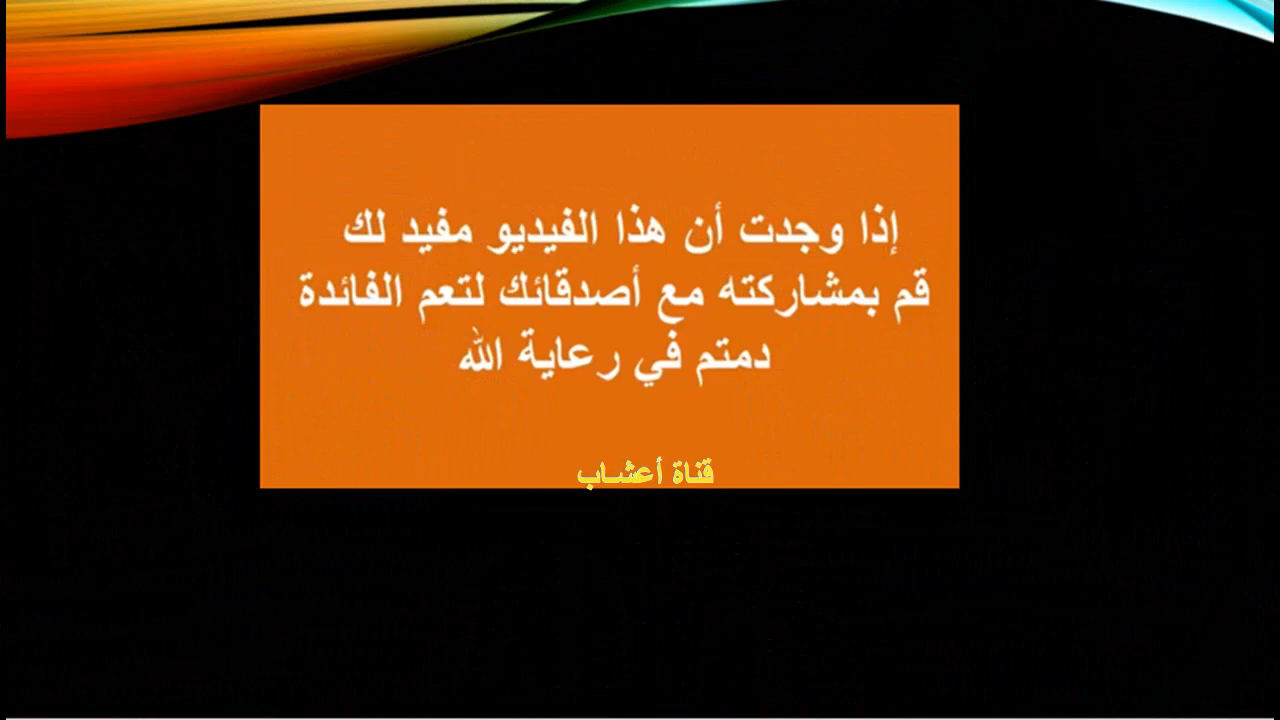 إذا وجدت أن هذا الفيديو مفيد لك
قم بمشاركته مع أصدقائك لتعم الفائدة
دمتم في رعاية الله
قناة أعشاب